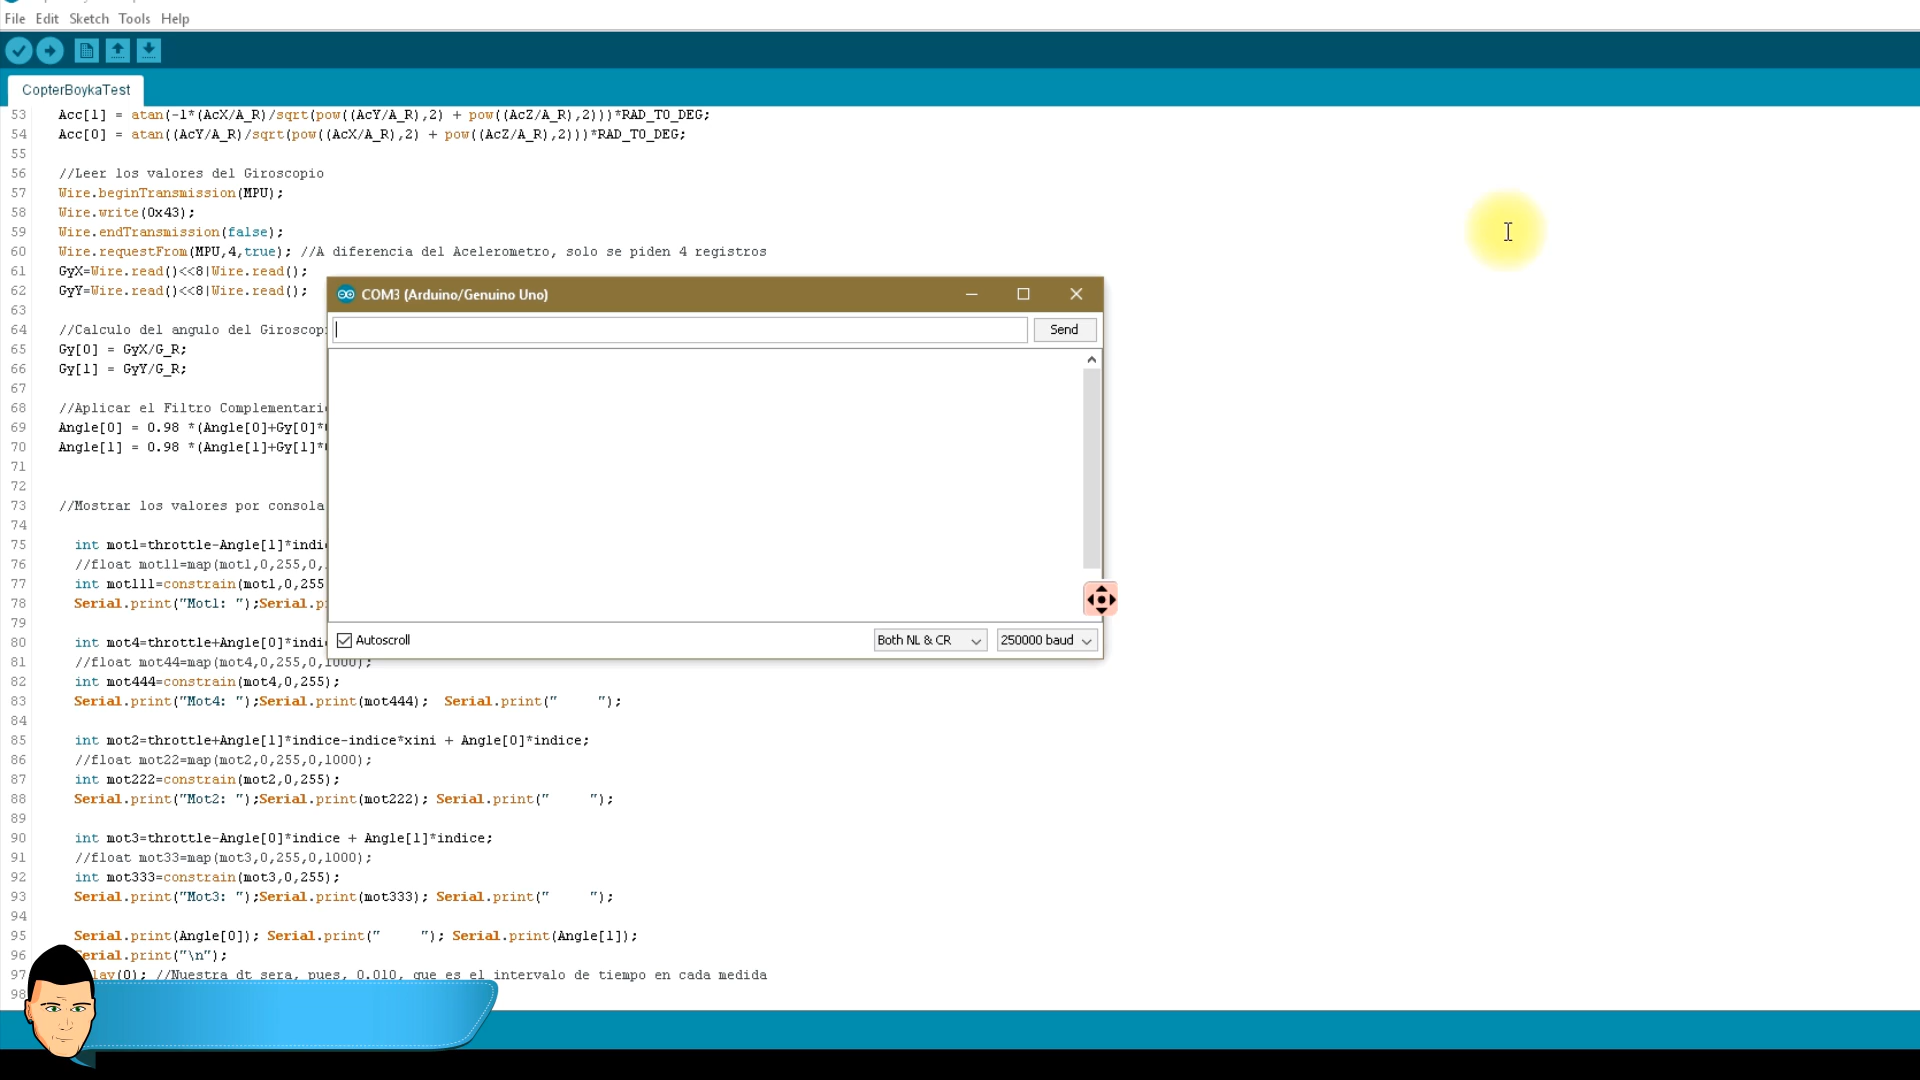 File Edit Sketch Tools Help
CopterBoykaTest
53 Acc[1] = atan(-1*(AcX/A_R)/sqrt(pow((AcY/A_R),2) + pow((AcZ/A_R),2)))*RAD_TO_DEG;
54 Acc[0] = atan((AcY/A_R)/sqrt(pow((AcX/A_R),2) + pow((AcZ/A_R),2)))*RAD_TO_DEG;
55
56 //Leer los valores del Giroscopio
57 Wire.beginTransmission(MPU);
58 Wire.write(0x43);
59 Wire.endTransmission(false);
60 Wire.requestFrom(MPU,4,true); //A diferencia del Acelerometro, solo se piden 4 registros
61 GyX=Wire.read()<<8|Wire.read();
62 GyY=Wire.read()<<8|Wire.read();
63
64 //Calculo del angulo del Giroscop
65 Gy[0] = GyX/G_R;
66 Gy[1] = GyY/G_R;
67
68 //Aplicar el Filtro Complementari
69 Angle[0] = 0.98 *(Angle[0]+Gy[0]*
70 Angle[1] = 0.98 *(Angle[1]+Gy[1]*
71
72
73 //Mostrar los valores por consola
74
75 int mot1=throttle-Angle[1]*indi
76 //float mot11=map(mot1,0,255,0,
77 int mot111=constrain(mot1,0,255
78 Serial.print("Mot1: ");Serial.p
79
80 int mot4=throttle+Angle[0]*indi
81 //float mot44=map(mot4,0,255,0,1000);
82 int mot444=constrain(mot4,0,255);
83 Serial.print("Mot4: ");Serial.print(mot444); Serial.print(" ");
84
85 int mot2=throttle+Angle[1]*indice-indice*xini + Angle[0]*indice;
86 //float mot22=map(mot2,0,255,0,1000);
87 int mot222=constrain(mot2,0,255);
88 Serial.print("Mot2: ");Serial.print(mot222); Serial.print(" ");
89
90 int mot3=throttle-Angle[0]*indice + Angle[1]*indice;
91 //float mot33=map(mot3,0,255,0,1000);
92 int mot333=constrain(mot3,0,255);
93 Serial.print("Mot3: ");Serial.print(mot333); Serial.print(" ");
94
95 Serial.print(Angle[0]); Serial.print(" "); Serial.print(Angle[1]);
96 erial.print("\n");
97 lay(0); //Nuestra dt sera, pues, 0.010, que es el intervalo de tiempo en cada medida
98
COM3 (Arduino/Genuino Uno)
Send
Autoscroll
Both NL & CR
250000 baud